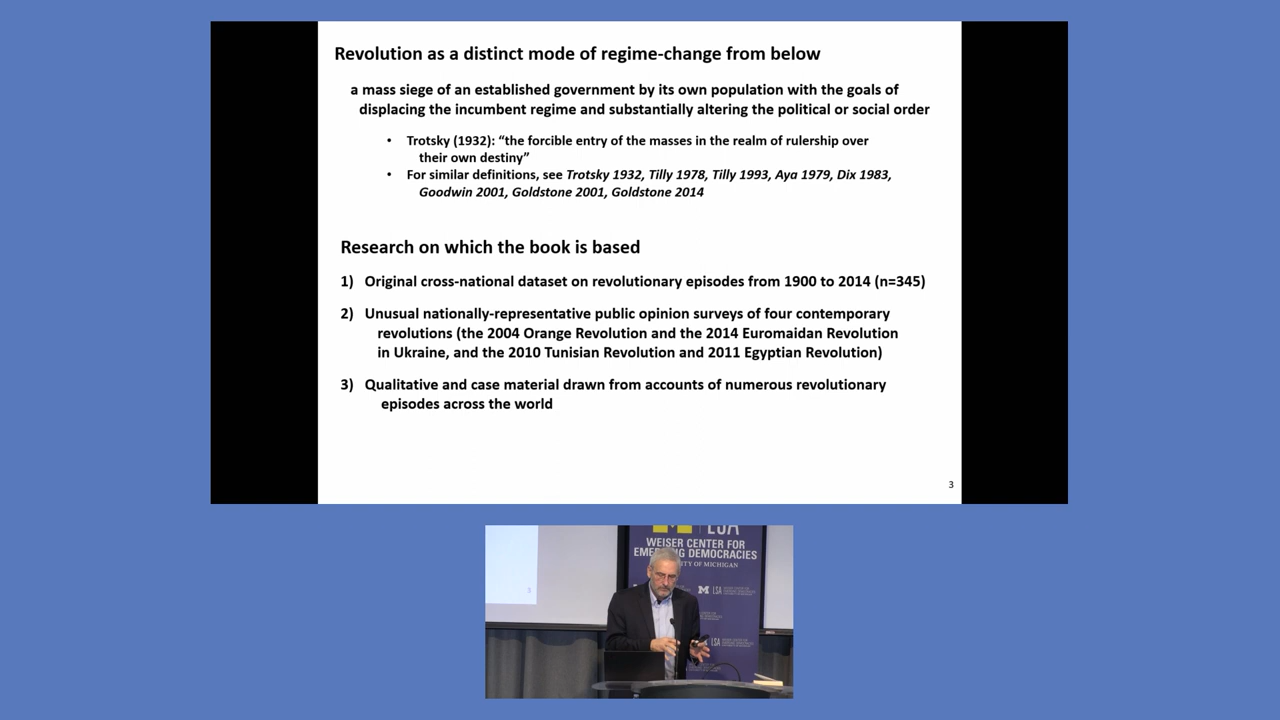 Revolution as a distinct mode of regime-change from below
a mass siege of an established government by its own population with the goals of
displacing the incumbent regime and substantially altering the political or social order
• Trotsky (1932): “the forcible entry of the masses in the realm of rulership over
their own destiny”
• For similar definitions, see Trotsky 1932, Tilly 1978, Tilly 1993, Aya 1979, Dix 1983,
Goodwin 2001, Goldstone 2001, Goldstone 2014
Research on which the book is based
1) Original cross-national dataset on revolutionary episodes from 1900 to 2014 (n=345)
2) Unusual nationally-representative public opinion surveys of four contemporary
revolutions (the 2004 Orange Revolution and the 2014 Euromaidan Revolution
in Ukraine, and the 2010 Tunisian Revolution and 2011 Egyptian Revolution)
3) Qualitative and case material drawn from accounts of numerous revolutionary
episodes across the world
3
LSA
WEISER CENTER FOR
EMERGING DEMOCRACIES
OF MICHIGAN
M LSA
M LSA